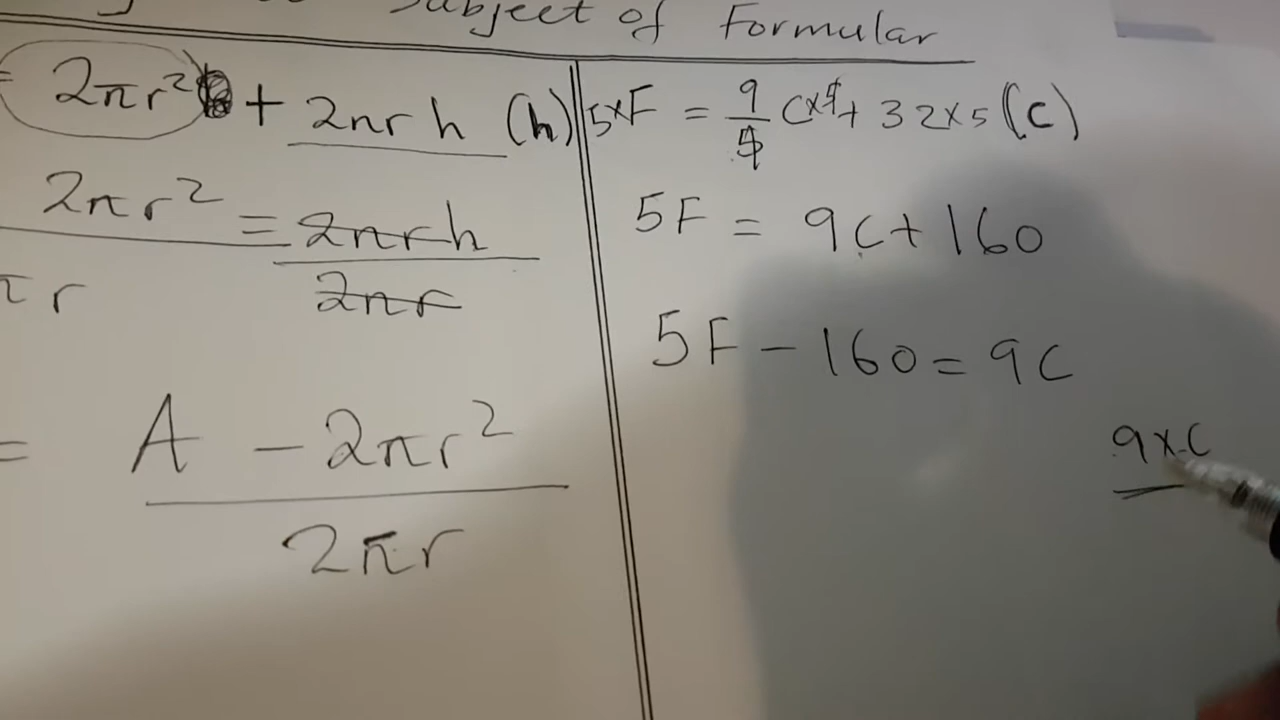 Subject of Formular
= 2πr² + 2πrh (h)
2πr² = 2πrh
πr 2πr
= A - 2πr²
2πr
5×F = 9/5 C×5 + 32×5 (C)
5F = 9C + 160
5F - 160 = 9C
9×C